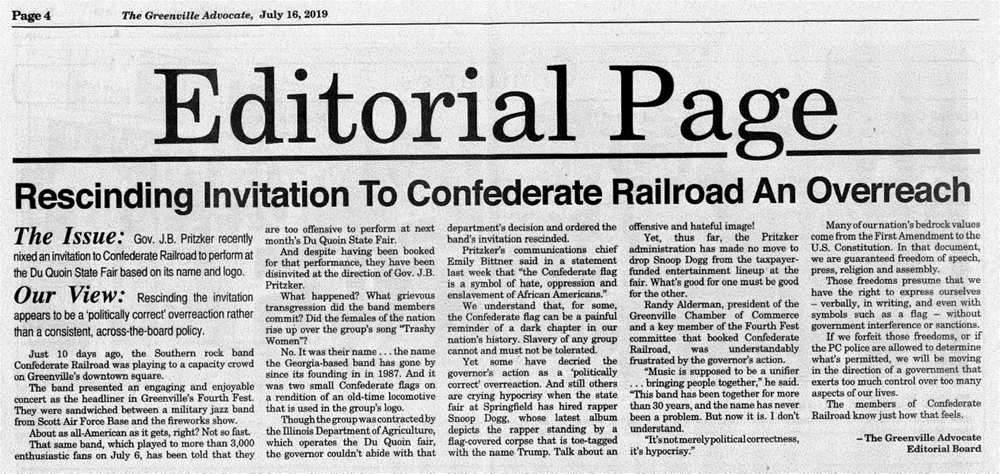 Page 4
The Greenville Advocate, July 16, 2019
Editorial Page
Rescinding Invitation To Confederate Railroad An Overreach
The Issue: Gov. J.B. Pritzker recently
nixed an invitation to Confederate Railroad to perform at
the Du Quoin State Fair based on its name and logo.
Our View: Rescinding the invitation
appears to be a 'politically correct' overreaction rather
than a consistent, across-the-board policy.
Just 10 days ago, the Southern rock band
Confederate Railroad was playing to a capacity crowd
on Greenville's downtown square.
The band presented an engaging and enjoyable
concert as the headliner in Greenville's Fourth Fest.
They were sandwiched between a military jazz band
from Scott Air Force Base and the fireworks show.
About as all-American as it gets, right? Not so fast.
That same band, which played to more than 3,000
enthusiastic fans on July 6, has been told that they
are too offensive to perform at next
month's Du Quoin State Fair.
And despite having been booked
for that performance, they have been
disinvited at the direction of Gov. J.B.
Pritzker.
What happened? What grievous
transgression did the band members
commit? Did the females of the nation
rise up over the group's song "Trashy
Women"?
No. It was their name . . . the name
the Georgia-based band has gone by
since its founding in in 1987. And it
was two small Confederate flags on
a rendition of an old-time locomotive
that is used in the group's logo.
Though the group was contracted by
the Illinois Department of Agriculture,
which operates the Du Quoin fair,
the governor couldn't abide with that
department's decision and ordered the
band's invitation rescinded.
Pritzker's communications chief
Emily Bittner said in a statement
last week that "the Confederate flag
is a symbol of hate, oppression and
enslavement of African Americans."
We understand that, for some,
the Confederate flag can be a painful
reminder of a dark chapter in our
nation's history. Slavery of any group
cannot and must not be tolerated.
Yet some have decried the
governor's action as a 'politically
correct' overreaction. And still others
are crying hypocrisy when the state
fair at Springfield has hired rapper
Snoop Dogg, whose latest album
depicts the rapper standing by a
flag-covered corpse that is toe-tagged
with the name Trump. Talk about an
offensive and hateful image!
Yet, thus far, the Pritzker
administration has made no move to
drop Snoop Dogg from the taxpayer-
funded entertainment lineup at the
fair. What's good for one must be good
for the other.
Randy Alderman, president of the
Greenville Chamber of Commerce
and a key member of the Fourth Fest
committee that booked Confederate
Railroad, was understandably
frustrated by the governor's action.
"Music is supposed to be a unifier
. . . bringing people together," he said.
"This band has been together for more
than 30 years, and the name has never
been a problem. But now it is. I don't
understand.
"It's not merely political correctness,
it's hypocrisy."
Many of our nation's bedrock values
come from the First Amendment to the
U.S. Constitution. In that document,
we are guaranteed freedom of speech,
press, religion and assembly.
Those freedoms presume that we
have the right to express ourselves
– verbally, in writing, and even with
symbols such as a flag – without
government interference or sanctions.
If we forfeit those freedoms, or if
the PC police are allowed to determine
what's permitted, we will be moving
in the direction of a government that
exerts too much control over too many
aspects of our lives.
The members of Confederate
Railroad know just how that feels.
– The Greenville Advocate
Editorial Board